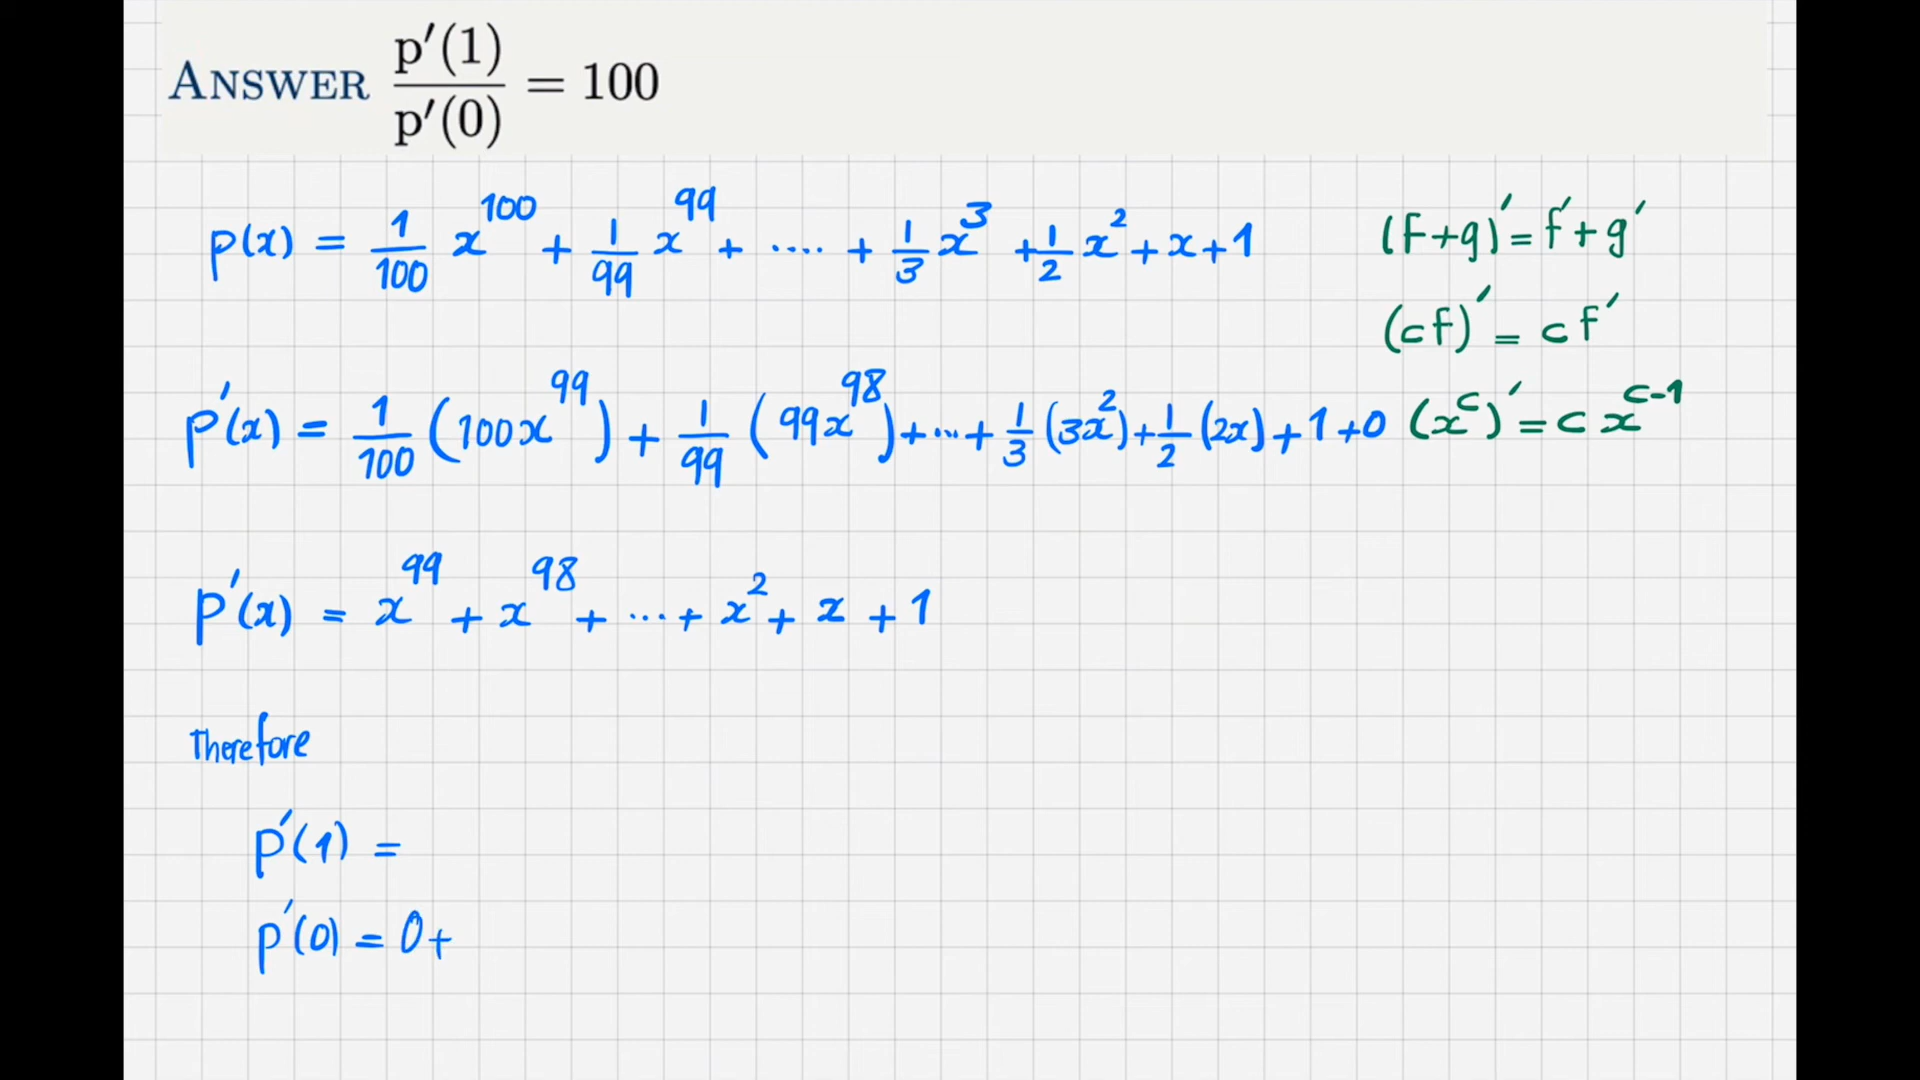 ANSWER p′(1)/p′(0) = 100
p(x) = 1/100 x^100 + 1/99 x^99 + .... + 1/3 x^3 + 1/2 x^2 + x + 1
(f+g)′ = f′ + g′
(cf)′ = cf′
p′(x) = 1/100 (100x^99) + 1/99 (99x^98) + ... + 1/3 (3x^2) + 1/2 (2x) + 1 + 0
(x^c)′ = c x^(c-1)
p′(x) = x^99 + x^98 + ... + x^2 + x + 1
Therefore
p′(1) =
p′(0) = 0 +